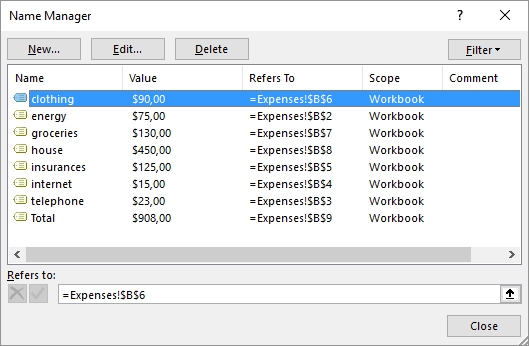 Name Manager ? ×
New... Edit... Delete Filter
Name Value Refers To Scope Comment
clothing $90,00 =Expenses!$B$6 Workbook
energy $75,00 =Expenses!$B$2 Workbook
groceries $130,00 =Expenses!$B$7 Workbook
house $450,00 =Expenses!$B$8 Workbook
insurances $125,00 =Expenses!$B$5 Workbook
internet $15,00 =Expenses!$B$4 Workbook
telephone $23,00 =Expenses!$B$3 Workbook
Total $908,00 =Expenses!$B$9 Workbook
Refers to:
=Expenses!$B$6
Close